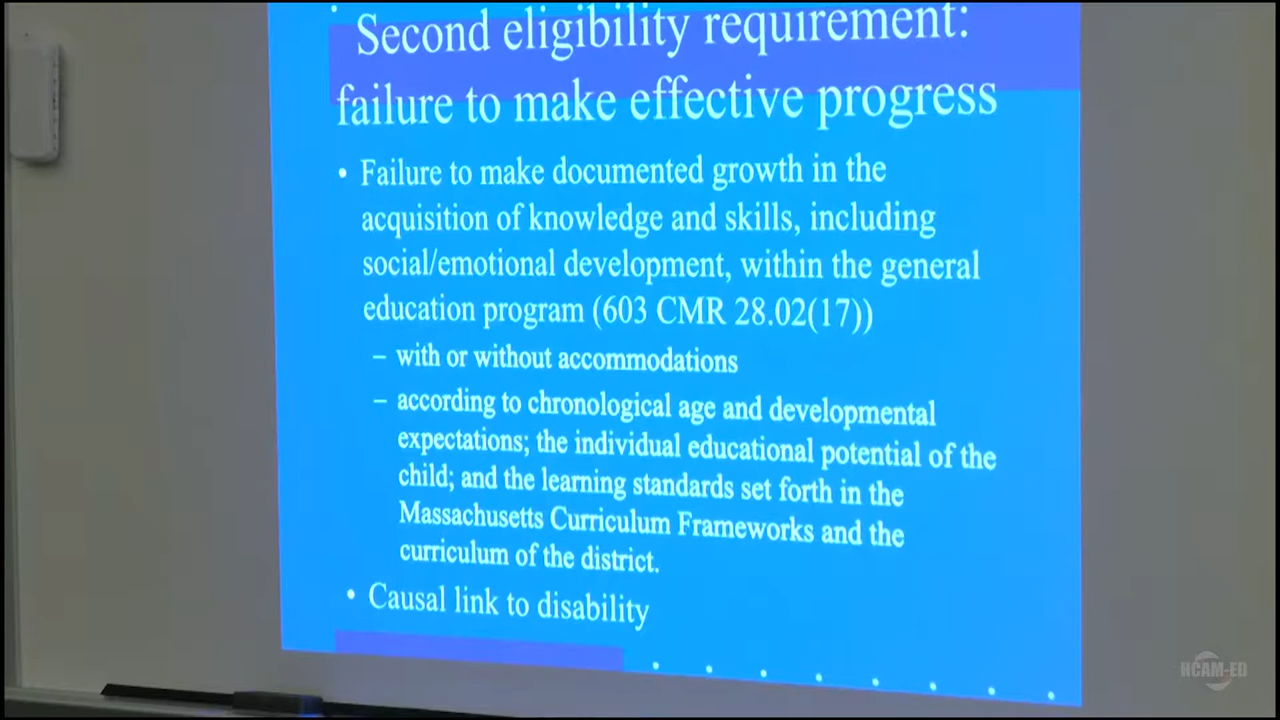 Second eligibility requirement:
failure to make effective progress
• Failure to make documented growth in the
acquisition of knowledge and skills, including
social/emotional development, within the general
education program (603 CMR 28.02(17))
– with or without accommodations
– according to chronological age and developmental
expectations; the individual educational potential of the
child; and the learning standards set forth in the
Massachusetts Curriculum Frameworks and the
curriculum of the district.
• Causal link to disability
HCAM-ED